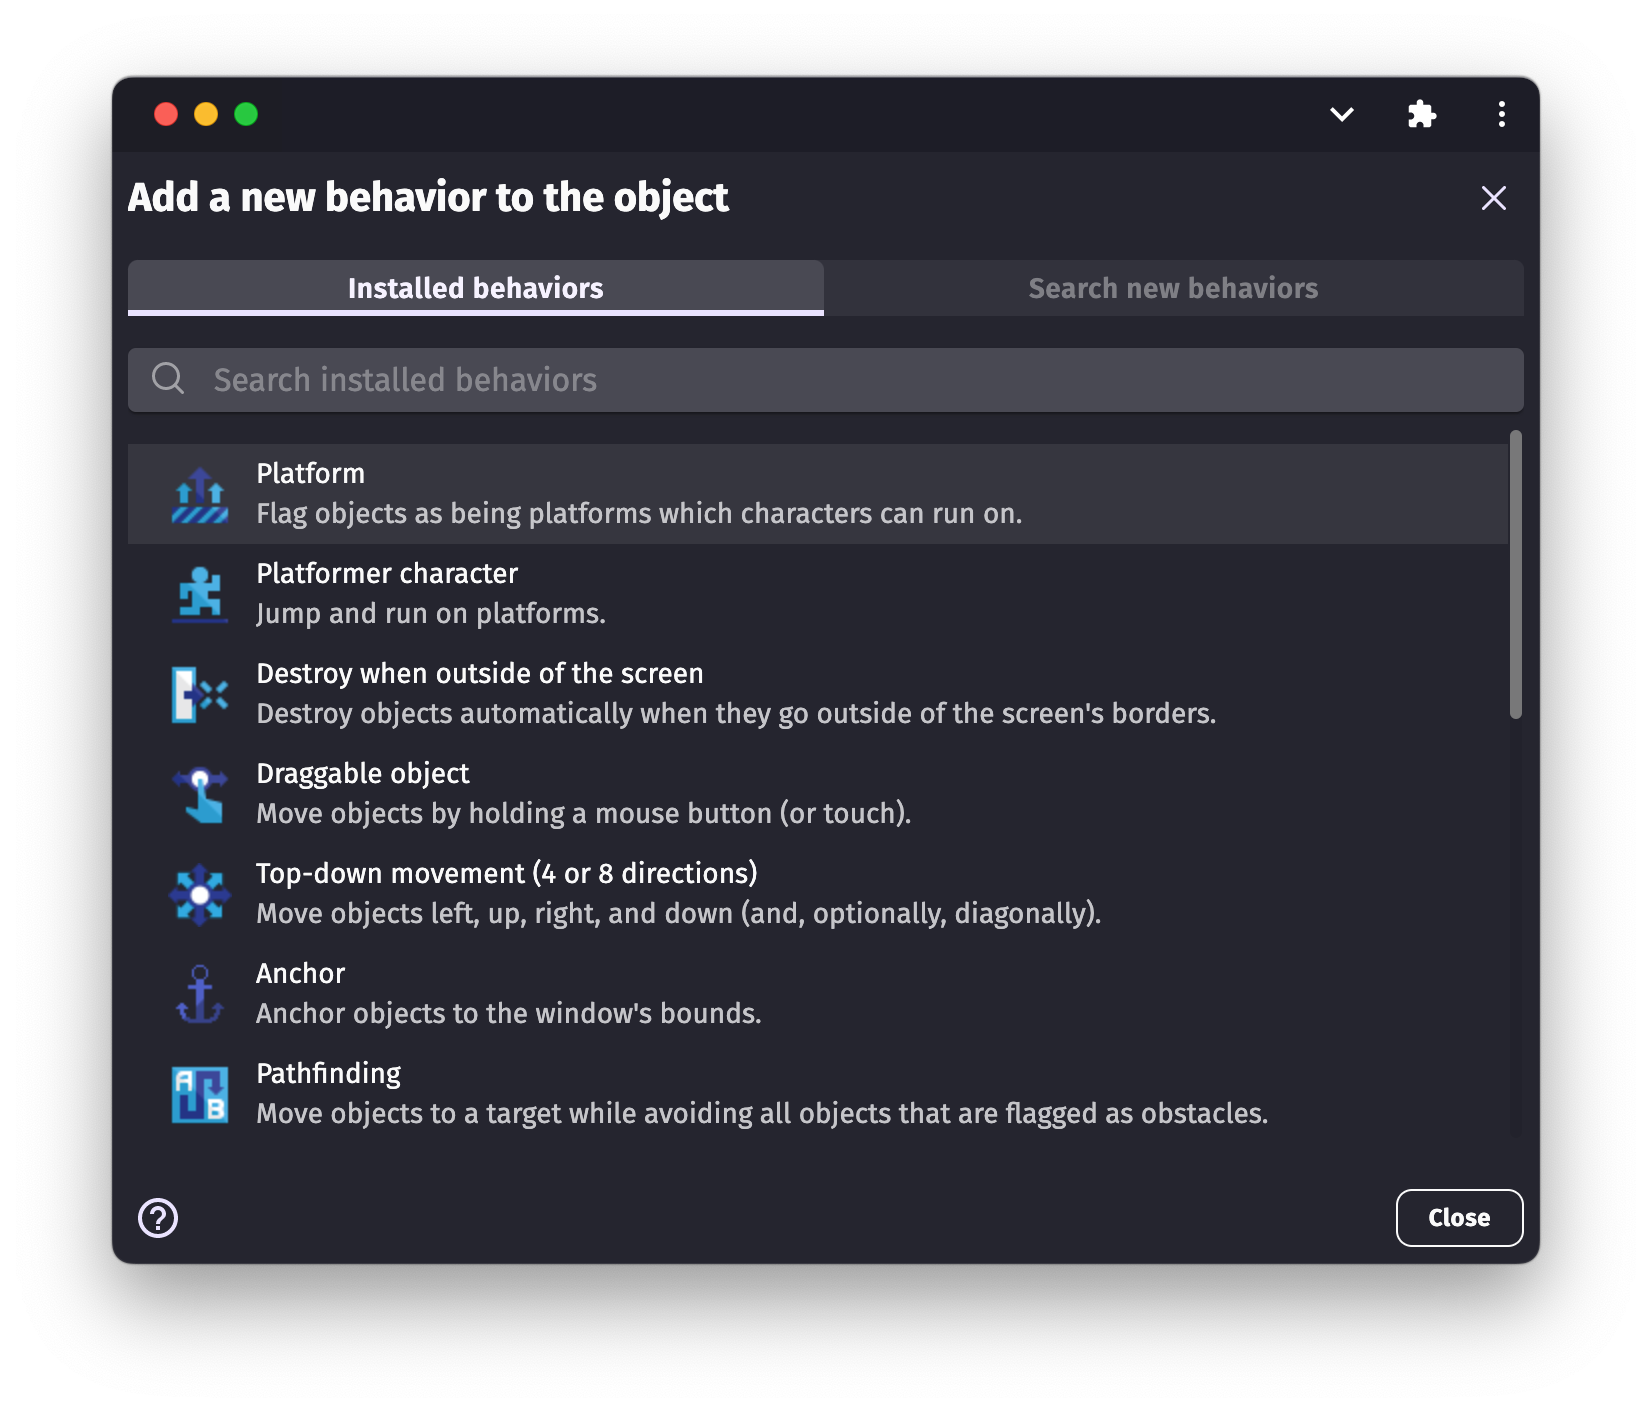 Add a new behavior to the object
Installed behaviors
Search new behaviors
Search installed behaviors
Platform
Flag objects as being platforms which characters can run on.
Platformer character
Jump and run on platforms.
Destroy when outside of the screen
Destroy objects automatically when they go outside of the screen's borders.
Draggable object
Move objects by holding a mouse button (or touch).
Top-down movement (4 or 8 directions)
Move objects left, up, right, and down (and, optionally, diagonally).
Anchor
Anchor objects to the window's bounds.
A
B
Pathfinding
Move objects to a target while avoiding all objects that are flagged as obstacles.
?
Close